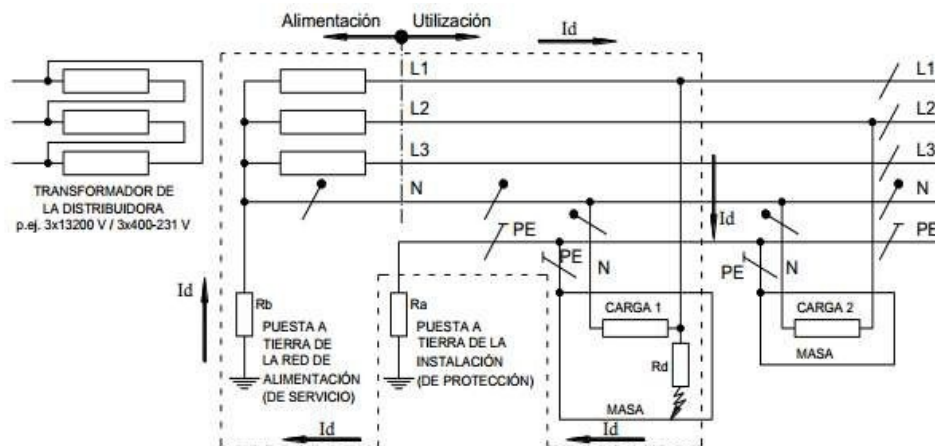 Alimentación
Utilización
Id
L1
L1
L2
L2
L3
L3
TRANSFORMADOR DE
LA DISTRIBUIDORA
p.ej. 3x13200 V / 3x400-231 V
N
N
Id
PE
PE
PE
N
PE
N
Id
Rb
PUESTA A
TIERRA DE
LA RED DE
ALIMENTACIÓN
(DE SERVICIO)
Ra
PUESTA A
TIERRA DE LA
INSTALACIÓN
(DE PROTECCIÓN)
CARGA 1
Rd
MASA
CARGA 2
MASA
Id
Id